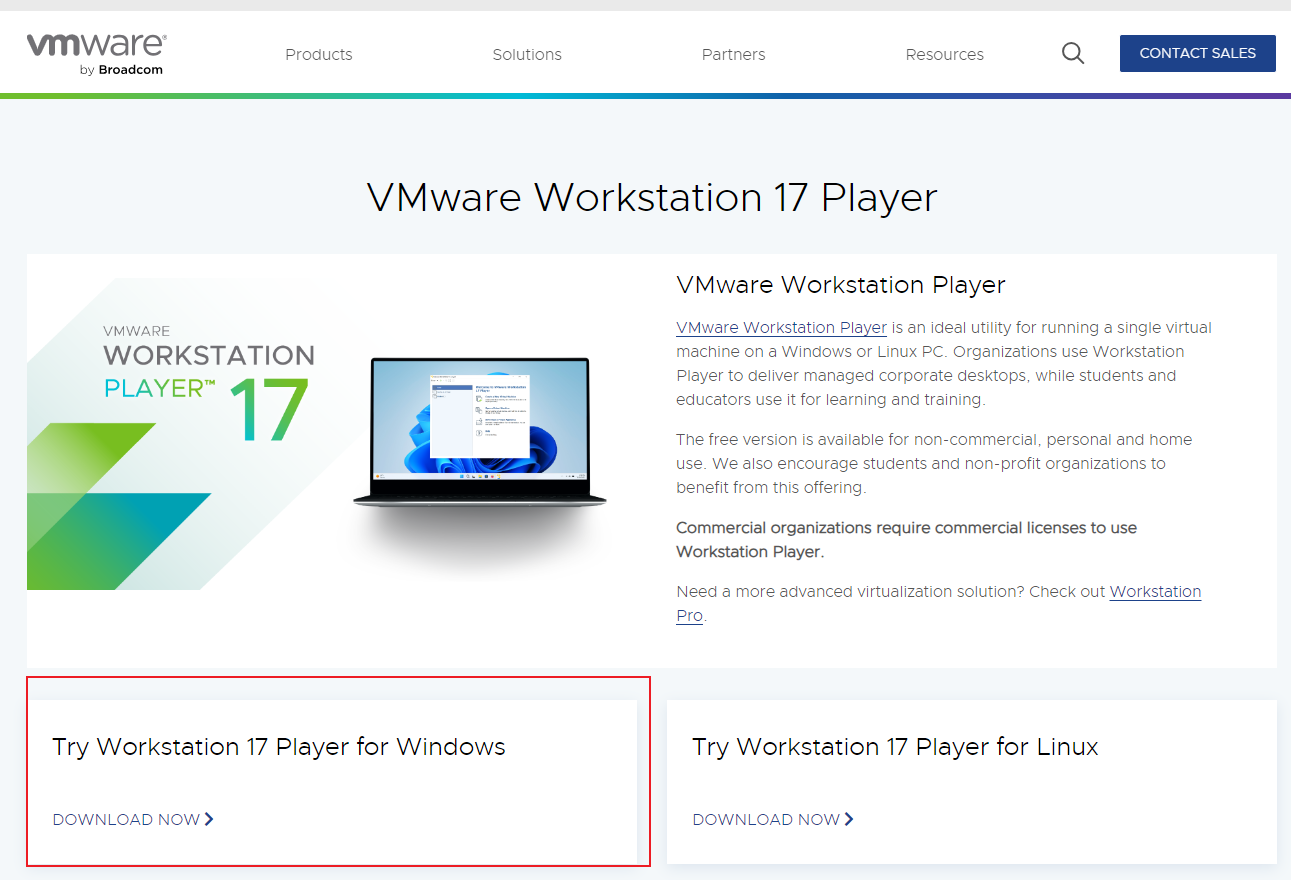 vmware®
by Broadcom
Products
Solutions
Partners
Resources
CONTACT SALES
VMware Workstation 17 Player
VMWARE
WORKSTATION
PLAYER™ 17
VMware Workstation Player
VMware Workstation Player is an ideal utility for running a single virtual
machine on a Windows or Linux PC. Organizations use Workstation
Player to deliver managed corporate desktops, while students and
educators use it for learning and training.
The free version is available for non-commercial, personal and home
use. We also encourage students and non-profit organizations to
benefit from this offering.
Commercial organizations require commercial licenses to use
Workstation Player.
Need a more advanced virtualization solution? Check out Workstation
Pro.
Try Workstation 17 Player for Windows
DOWNLOAD NOW
Try Workstation 17 Player for Linux
DOWNLOAD NOW